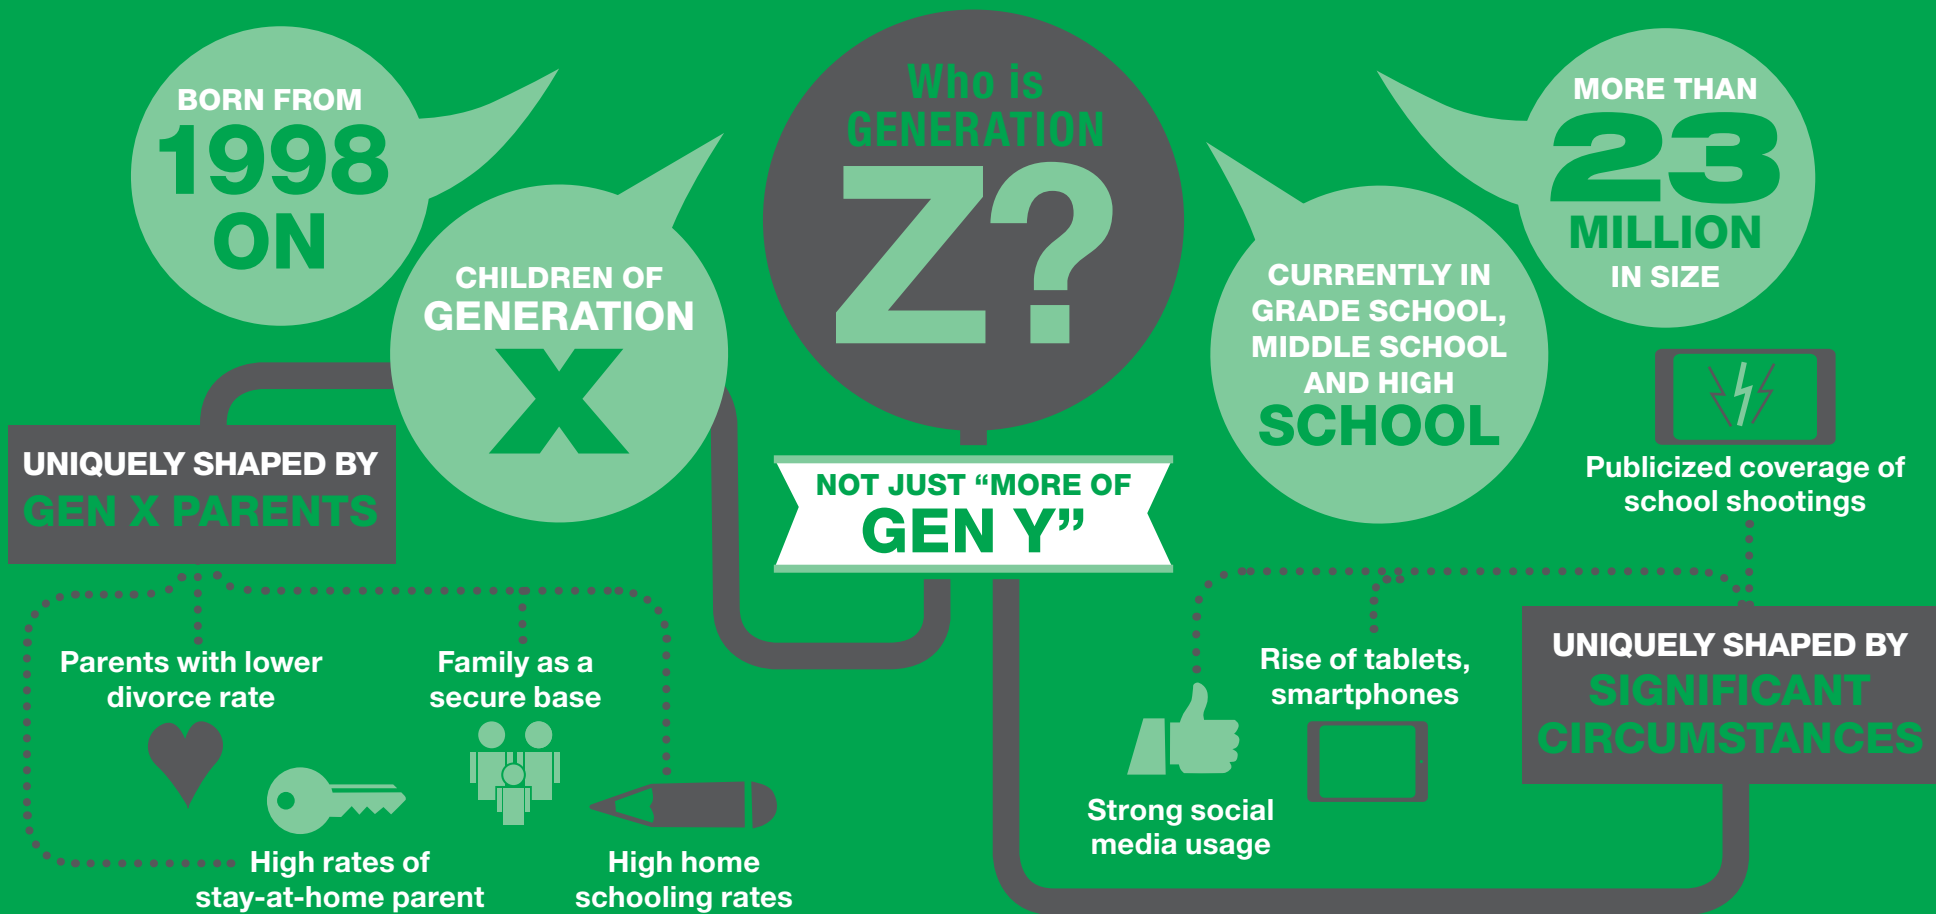 Who is
GENERATION
Z?
BORN FROM
1998
ON
CHILDREN OF
GENERATION
X
CURRENTLY IN
GRADE SCHOOL,
MIDDLE SCHOOL
AND HIGH
SCHOOL
MORE THAN
23
MILLION
IN SIZE
NOT JUST “MORE OF
GEN Y”
UNIQUELY SHAPED BY
GEN X PARENTS
Parents with lower
divorce rate
Family as a
secure base
High rates of
stay-at-home parent
High home
schooling rates
Publicized coverage of
school shootings
UNIQUELY SHAPED BY
SIGNIFICANT
CIRCUMSTANCES
Rise of tablets,
smartphones
Strong social
media usage